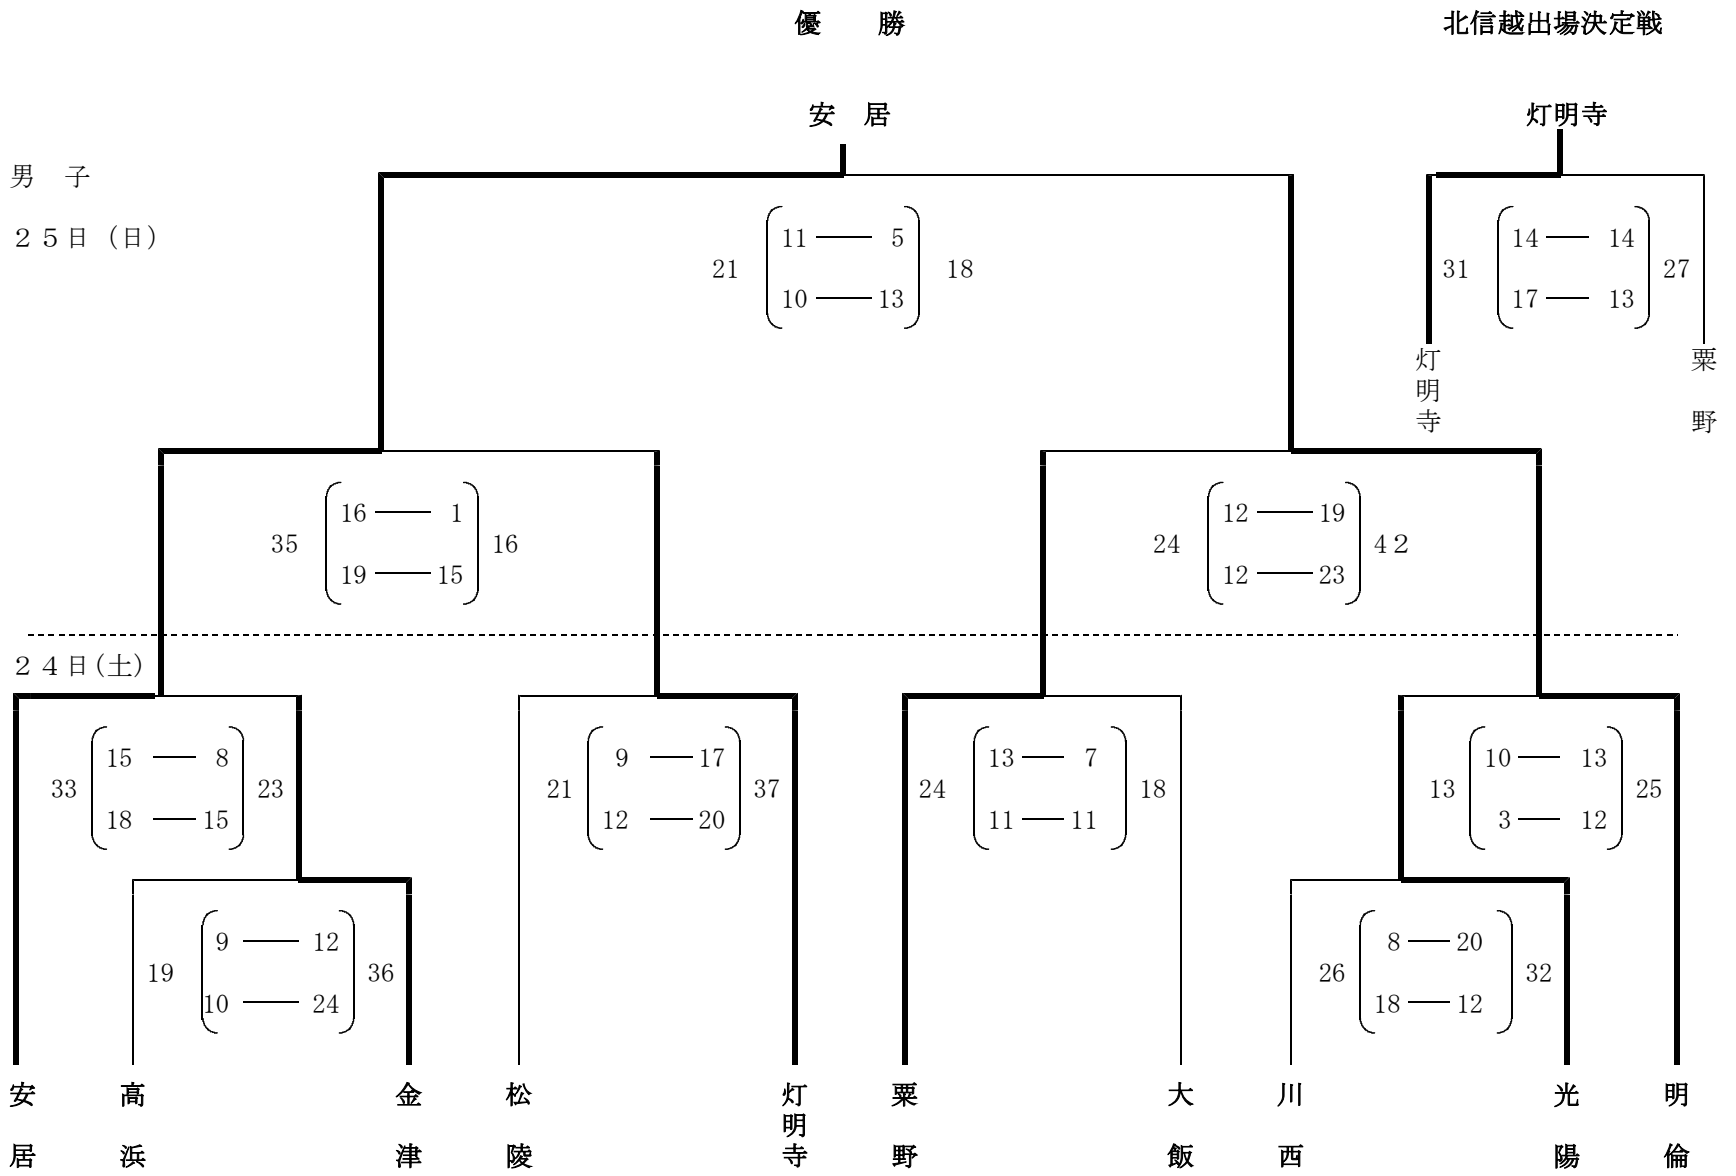 優　勝　北信越出場決定戦
安　居　灯明寺
男　子
２５日（日）
11 5　14 14
21 18　31 27
10 13　17 13
灯明寺　粟野
16 1　12 19
35 16　24 4２
19 15　12 23
２４日（土）
15 8　9 17　13 7　10 13
33 23　21 37　24 18　13 25
18 15　12 20　11 11　3 12
9 12　8 20
19 36　26 32
10 24　18 12
安居　高浜　金津　松陵　灯明寺　粟野　大飯　川西　光陽　明倫